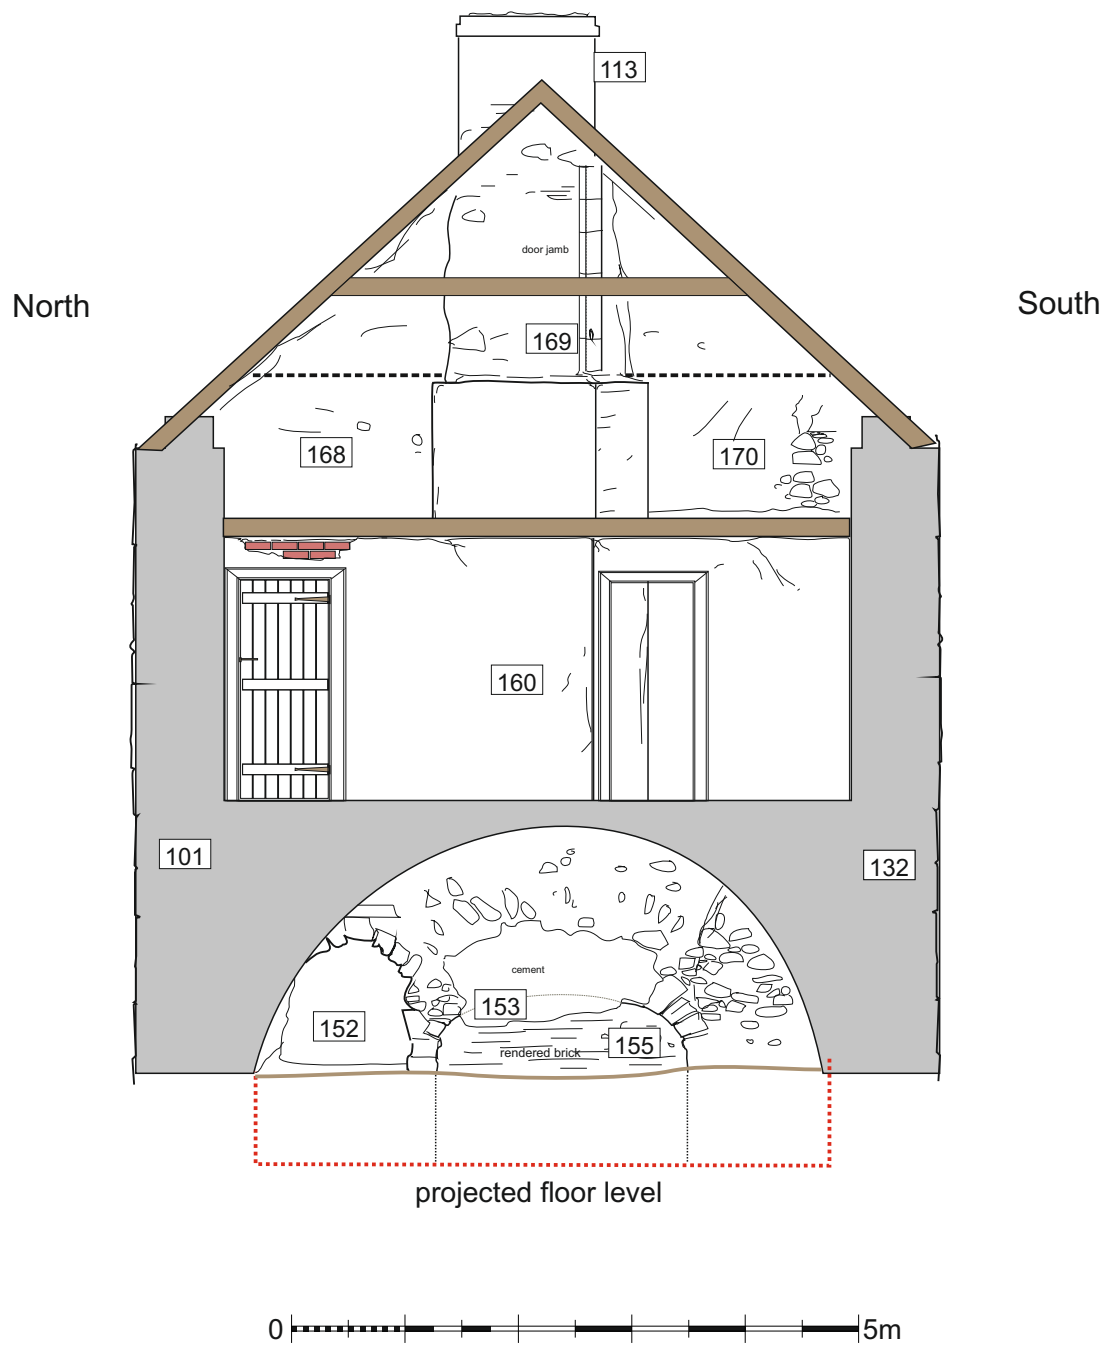 113
door jamb
North
South
169
168
170
160
101
132
cement
153
152
155
rendered brick
projected floor level
0
5m